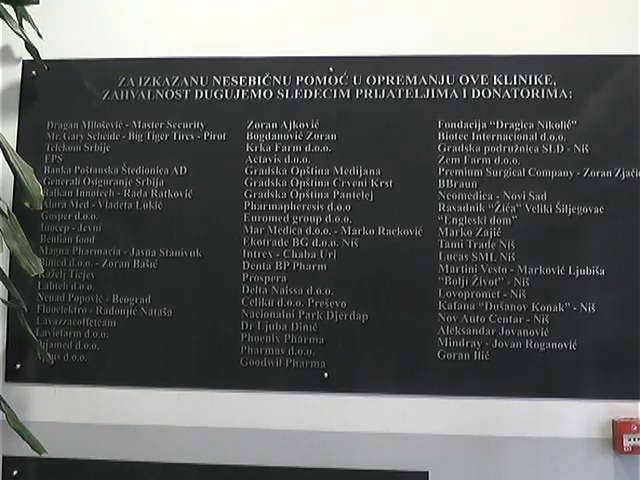 ZA IZKAZANU NESEBIČNU POMOĆ U OPREMANJU OVE KLINIKE,
ZAHVALNOST DUGUJEMO SLEDEĆIM PRIJATELJIMA I DONATORIMA:
Dragan Milošević - Master Security
Mr. Gary Scheide - Big Tiger Tires - Pirot
Telekom Srbije
EPS
Banka Poštanska Štedionica AD
Generali Osiguranje Srbija
Balkan Innotech - Rada Ratković
Alura Med - Vladeta Lukić
Gosper d.o.o.
Inocep - Jevni
Benlian food
Magna Pharmacia - Jasna Stanivuk
d.o.o. - Zoran Bašić
Labteh d.o.o.
Nenad Popović - Beograd
Fluoelektro - Radonjić Nataša
Lavazzacoffeteam
Laviefarm d.o.o.
d.o.o.
d.o.o.
Zoran Ajković
Bogdanović Zoran
Krka Farm d.o.o.
Actavis d.o.o.
Gradska Opština Medijana
Gradska Opština Crveni Krst
Gradska Opština Pantelej
Pharmapheresis d.o.o
Euromed group d.o.o.
Mar Medica d.o.o. - Marko Racković
Ekotrade BG d.o.o. Niš
Intrex - Chaba Uri
Denta BP Pharm
Prospera
Delta Naissa d.o.o.
Celiku d.o.o. Preševo
Nacionalni Park Djerdap
Dr Ljuba Dinić
Phoenix Pharma
Pharmas d.o.o.
Goodwil Pharma
Fondacija "Dragica Nikolić"
Biotec Internacional d.o.o.
Gradska podružnica SLD - Niš
Zem Farm d.o.o.
Premium Surgical Company - Zoran
BBraun
Neomedica - Novi Sad
Rasadnik "Žiča" Veliki Šiljegovac
"Engleski dom"
Marko Zajić
Tami Trade Niš
Lucas SML Niš
Martini Vesto - Marković Ljubiša
"Bolji Život" - Niš
Lovopromet - Niš
Kafana "Dušanov Konak" - Niš
Nov Auto Centar - Niš
Aleksandar Jovanović
Mindray - Jovan Roganović
Goran Ilić